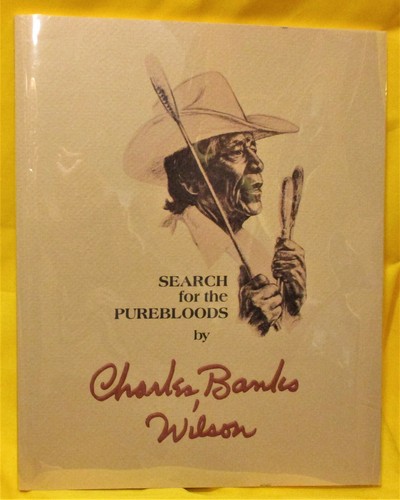 SEARCH
for the
PUREBLOODS
by
Charles Banks
Wilson